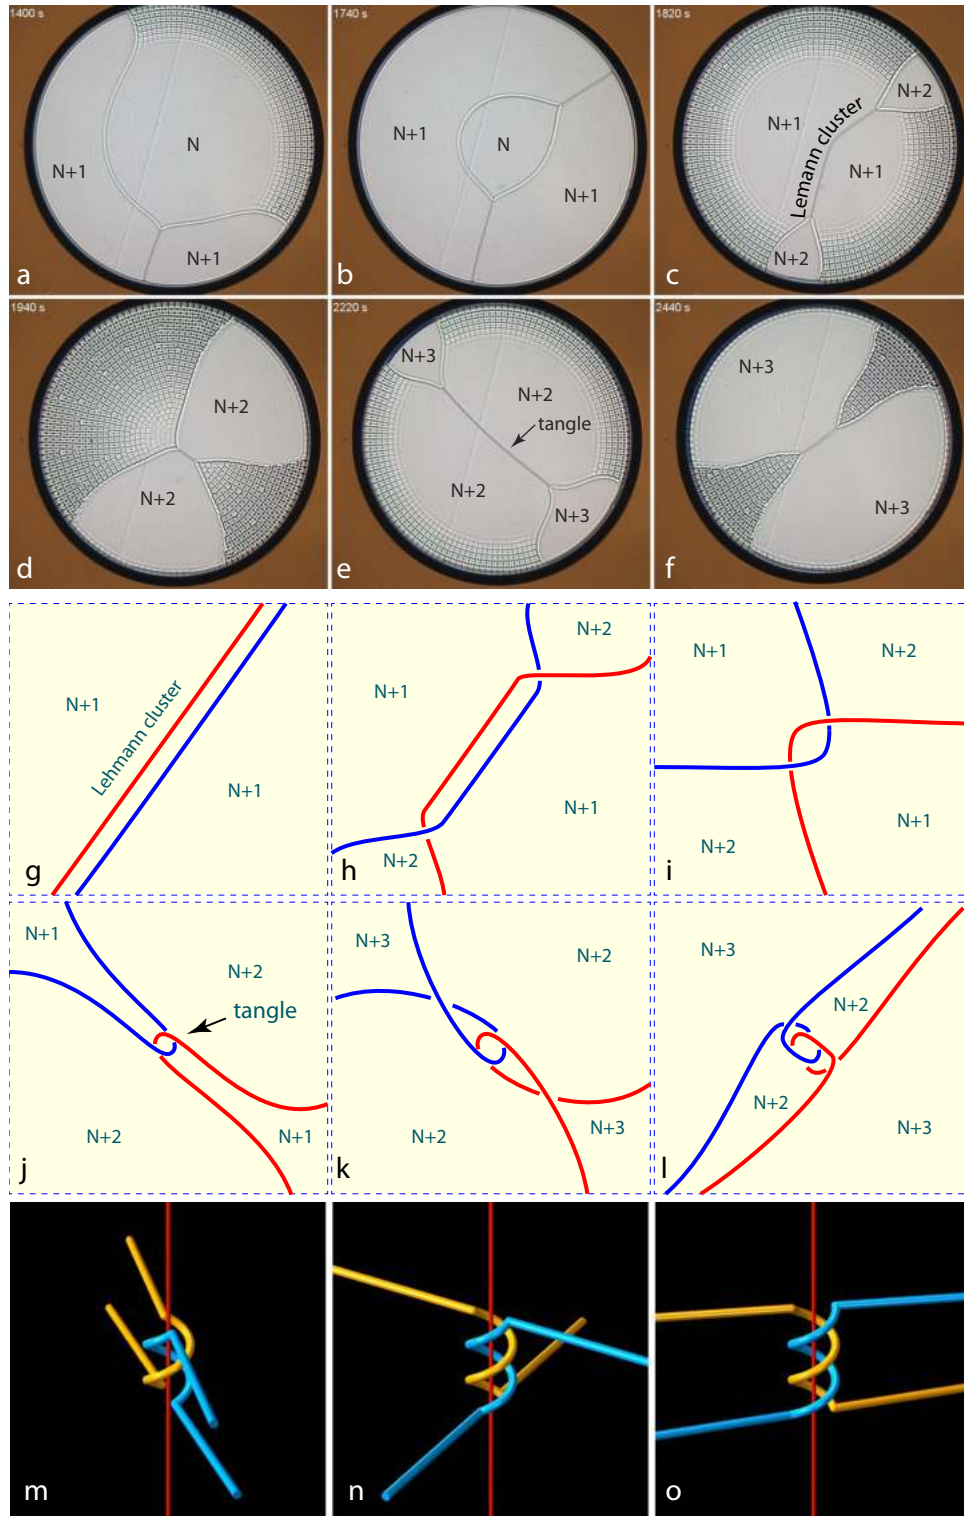 1400 s
N
N+1
N+1
a
1740 s
N+1
N
N+1
b
1820 s
N+2
N+1
Lemann cluster
N+1
N+2
c
1940 s
N+2
N+2
d
2220 s
N+3
N+2
tangle
N+2
N+3
e
2440 s
N+3
N+3
f
N+1
Lehmann cluster
N+1
g
N+2
N+1
N+1
N+2
h
N+1
N+2
N+2
N+1
i
N+1
N+2
tangle
N+2
N+1
j
N+3
N+2
N+2
N+3
k
N+3
N+2
N+2
N+3
l
m
n
o